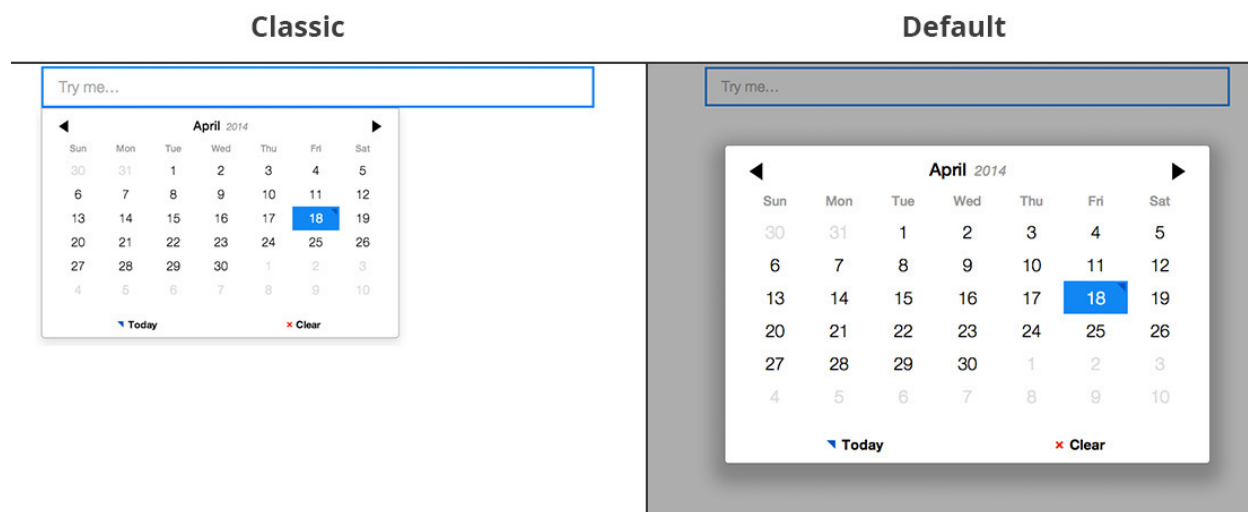 Classic
Try me...
April 2014
Sun Mon Tue Wed Thu Fri Sat
30 31 1 2 3 4 5
6 7 8 9 10 11 12
13 14 15 16 17 18 19
20 21 22 23 24 25 26
27 28 29 30 1 2 3
4 5 6 7 8 9 10
Today × Clear
Default
Try me...
April 2014
Sun Mon Tue Wed Thu Fri Sat
30 31 1 2 3 4 5
6 7 8 9 10 11 12
13 14 15 16 17 18 19
20 21 22 23 24 25 26
27 28 29 30 1 2 3
4 5 6 7 8 9 10
Today × Clear